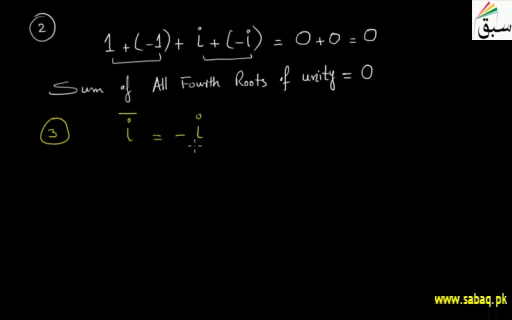 سبق
② 1 + (-1) + i + (-i) = 0 + 0 = 0
Sum of All Fourth Roots of unity = 0
③ i̅ = - i
www.sabaq.pk